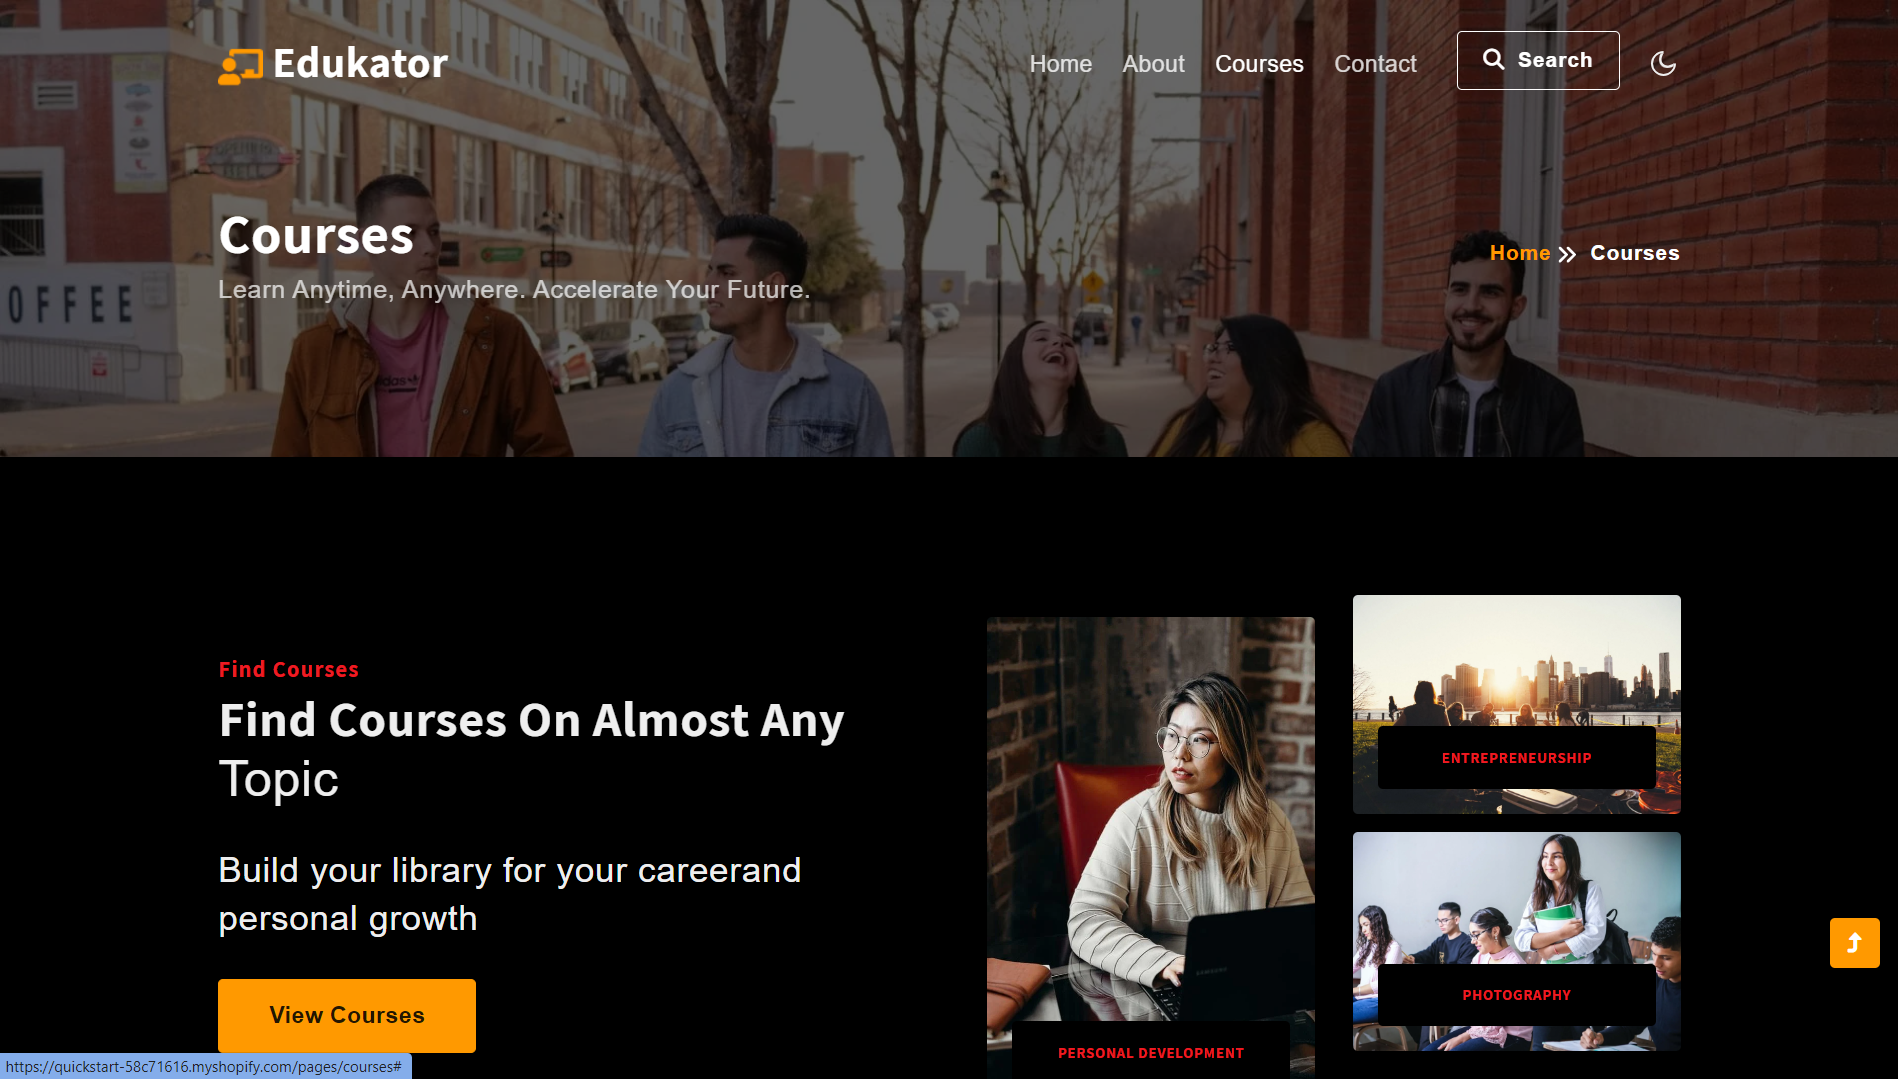 Edukator
Home About Courses Contact Search
Courses
Learn Anytime, Anywhere. Accelerate Your Future.
Home Courses
OFFEE
adidas
Find Courses
Find Courses On Almost Any
Topic
Build your library for your careerand
personal growth
View Courses
ENTREPRENEURSHIP
PHOTOGRAPHY
SAMSUNG
PERSONAL DEVELOPMENT
https://quickstart-58c71616.myshopify.com/pages/courses#